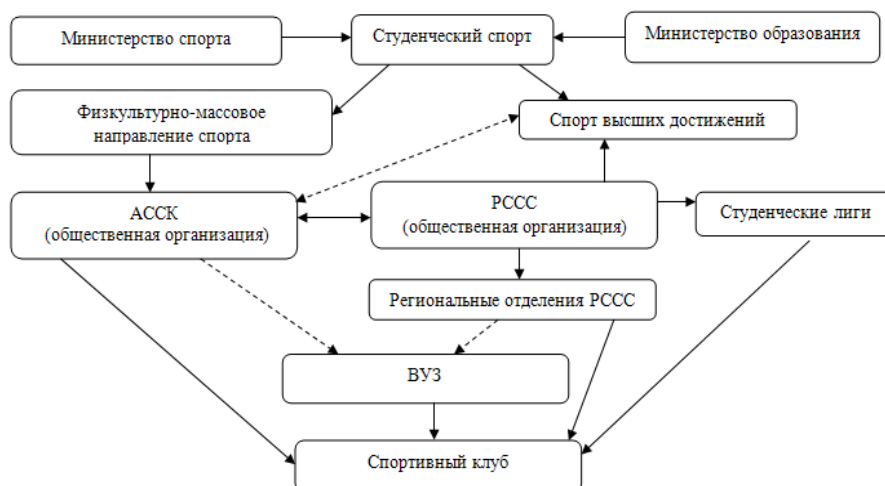 Министерство спорта
Студенческий спорт
Министерство образования
Физкультурно-массовое
направление спорта
Спорт высших достижений
АССК
(общественная организация)
РССС
(общественная организация)
Студенческие лиги
Региональные отделения РССС
ВУЗ
Спортивный клуб